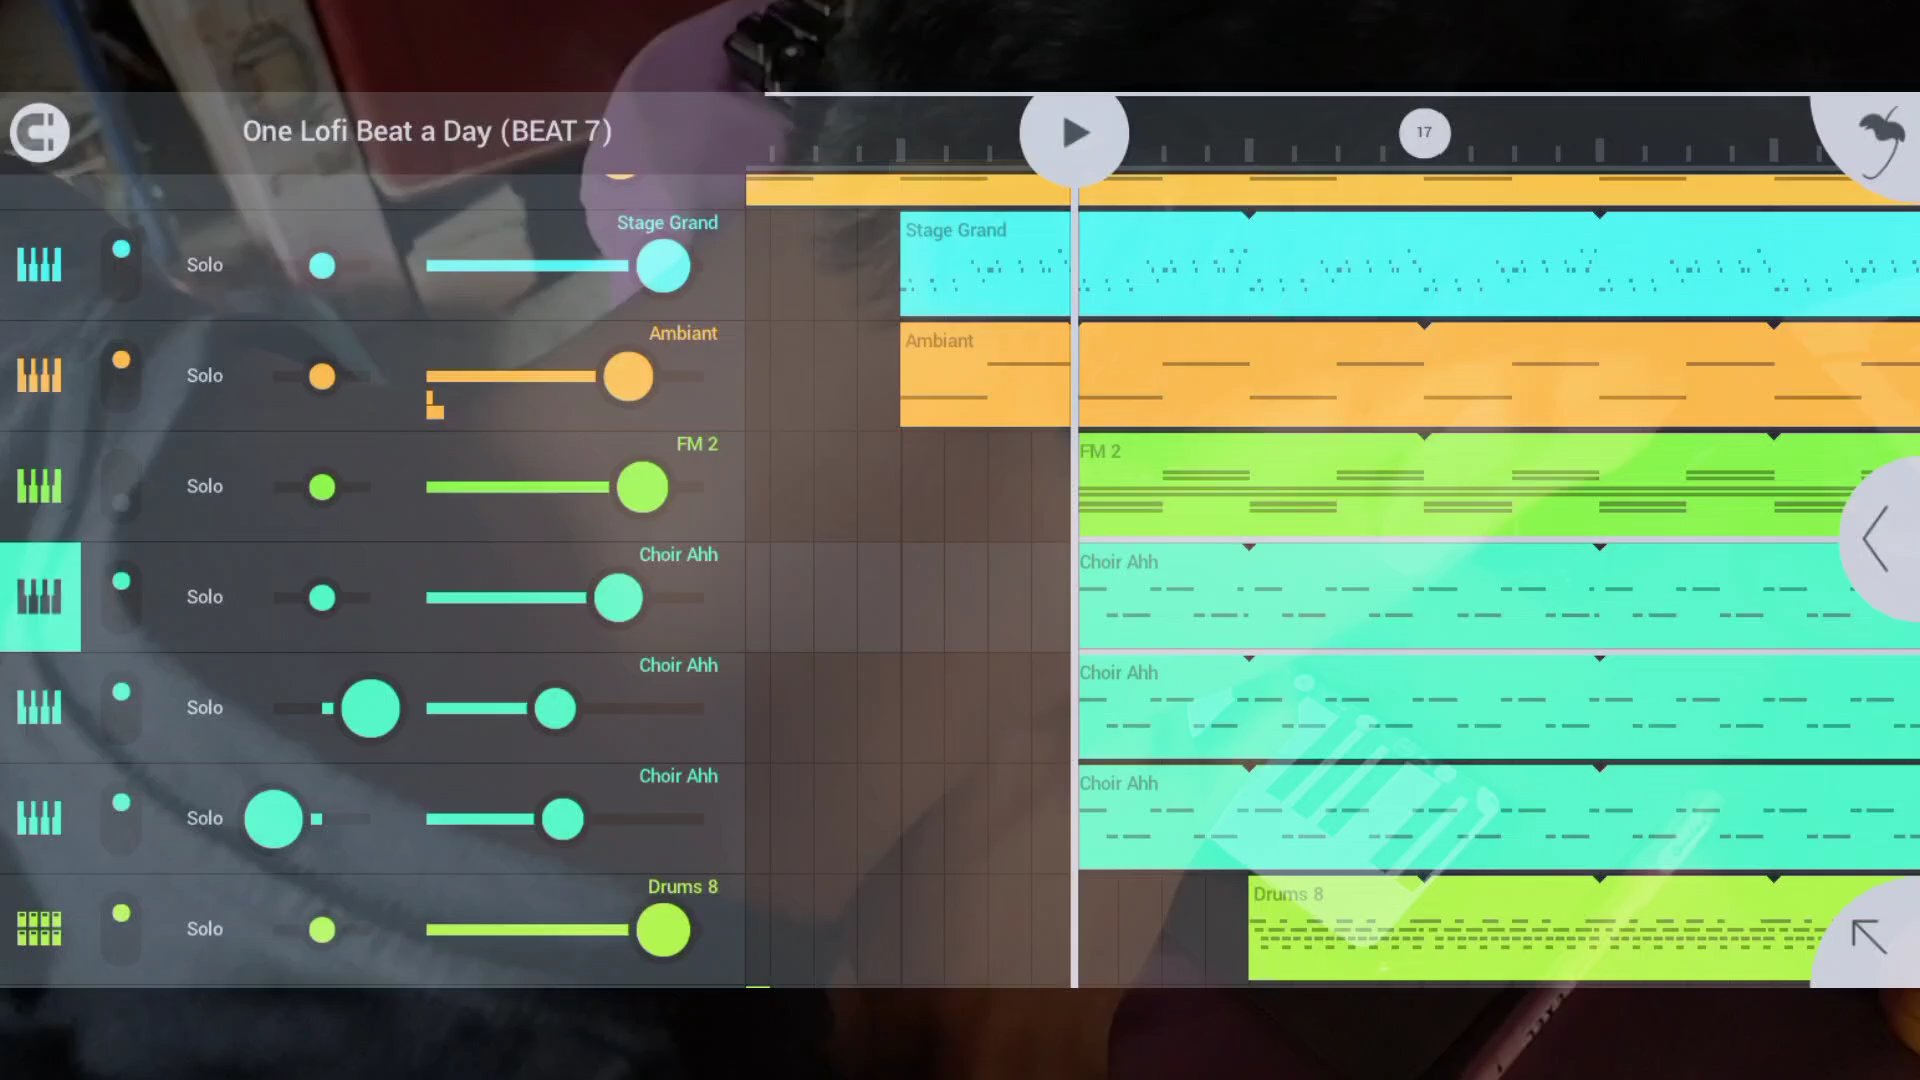 One Lofi Beat a Day (BEAT 7)
17
Stage Grand
Solo
Stage Grand
Ambiant
Solo
Ambiant
FM 2
Solo
FM 2
Choir Ahh
Solo
Choir Ahh
Choir Ahh
Solo
Choir Ahh
Choir Ahh
Solo
Choir Ahh
Drums 8
Solo
Drums 8